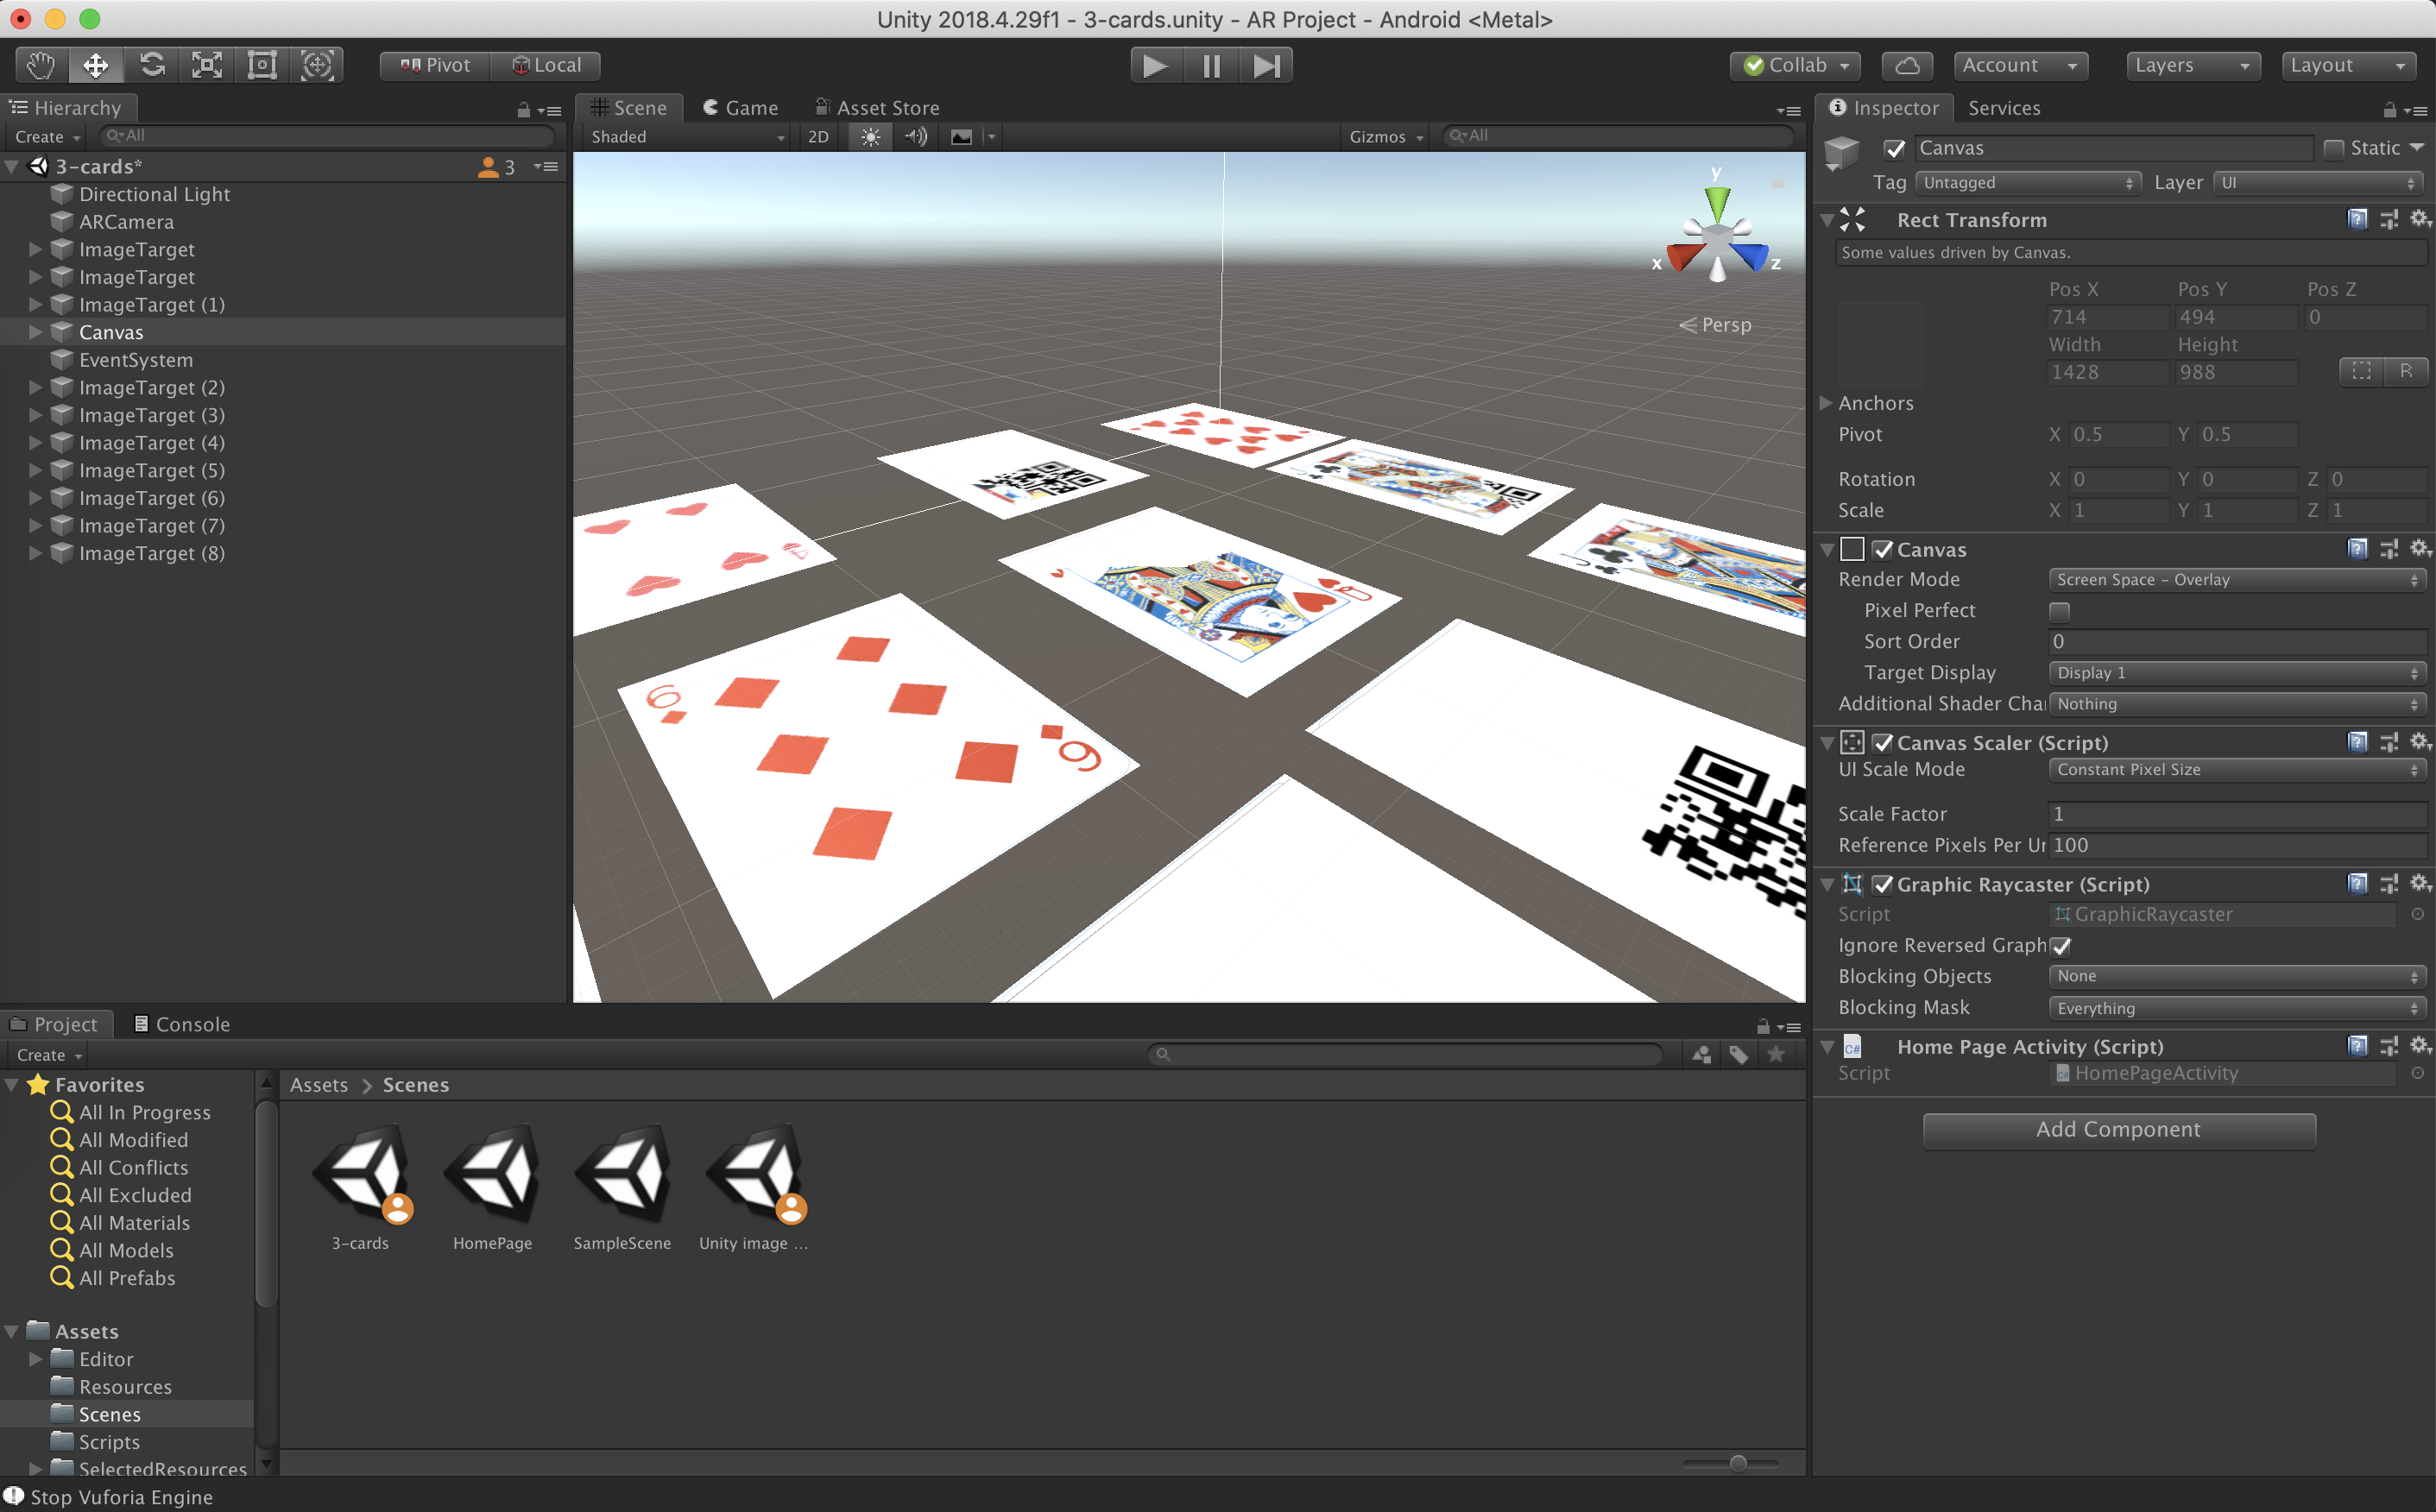 Unity 2018.4.29f1 - 3-cards.unity - AR Project - Android <Metal>
Pivot Local Collab Account Layers Layout
Hierarchy
Create All
3-cards* 3
Directional Light
ARCamera
ImageTarget
ImageTarget
ImageTarget (1)
Canvas
EventSystem
ImageTarget (2)
ImageTarget (3)
ImageTarget (4)
ImageTarget (5)
ImageTarget (6)
ImageTarget (7)
ImageTarget (8)
Scene Game Asset Store
Shaded 2D Gizmos All
y
x z
Persp
J
J
Q
6
6
Inspector Services
Canvas Static
Tag Untagged Layer UI
Rect Transform
Some values driven by Canvas.
Pos X Pos Y Pos Z
714 494 0
Width Height
1428 988
R
Anchors
Pivot X 0.5 Y 0.5
Rotation X 0 Y 0 Z 0
Scale X 1 Y 1 Z 1
Canvas
Render Mode Screen Space - Overlay
Pixel Perfect
Sort Order 0
Target Display Display 1
Additional Shader Cha Nothing
Canvas Scaler (Script)
UI Scale Mode Constant Pixel Size
Scale Factor 1
Reference Pixels Per Ur 100
Graphic Raycaster (Script)
Script GraphicRaycaster
Ignore Reversed Graph
Blocking Objects None
Blocking Mask Everything
C# Home Page Activity (Script)
Script HomePageActivity
Add Component
Project Console
Create
Favorites
All In Progress
All Modified
All Conflicts
All Excluded
All Materials
All Models
All Prefabs
Assets
Editor
Resources
Scenes
Scripts
SelectedResources
Assets > Scenes
3-cards HomePage SampleScene Unity image ...
Stop Vuforia Engine